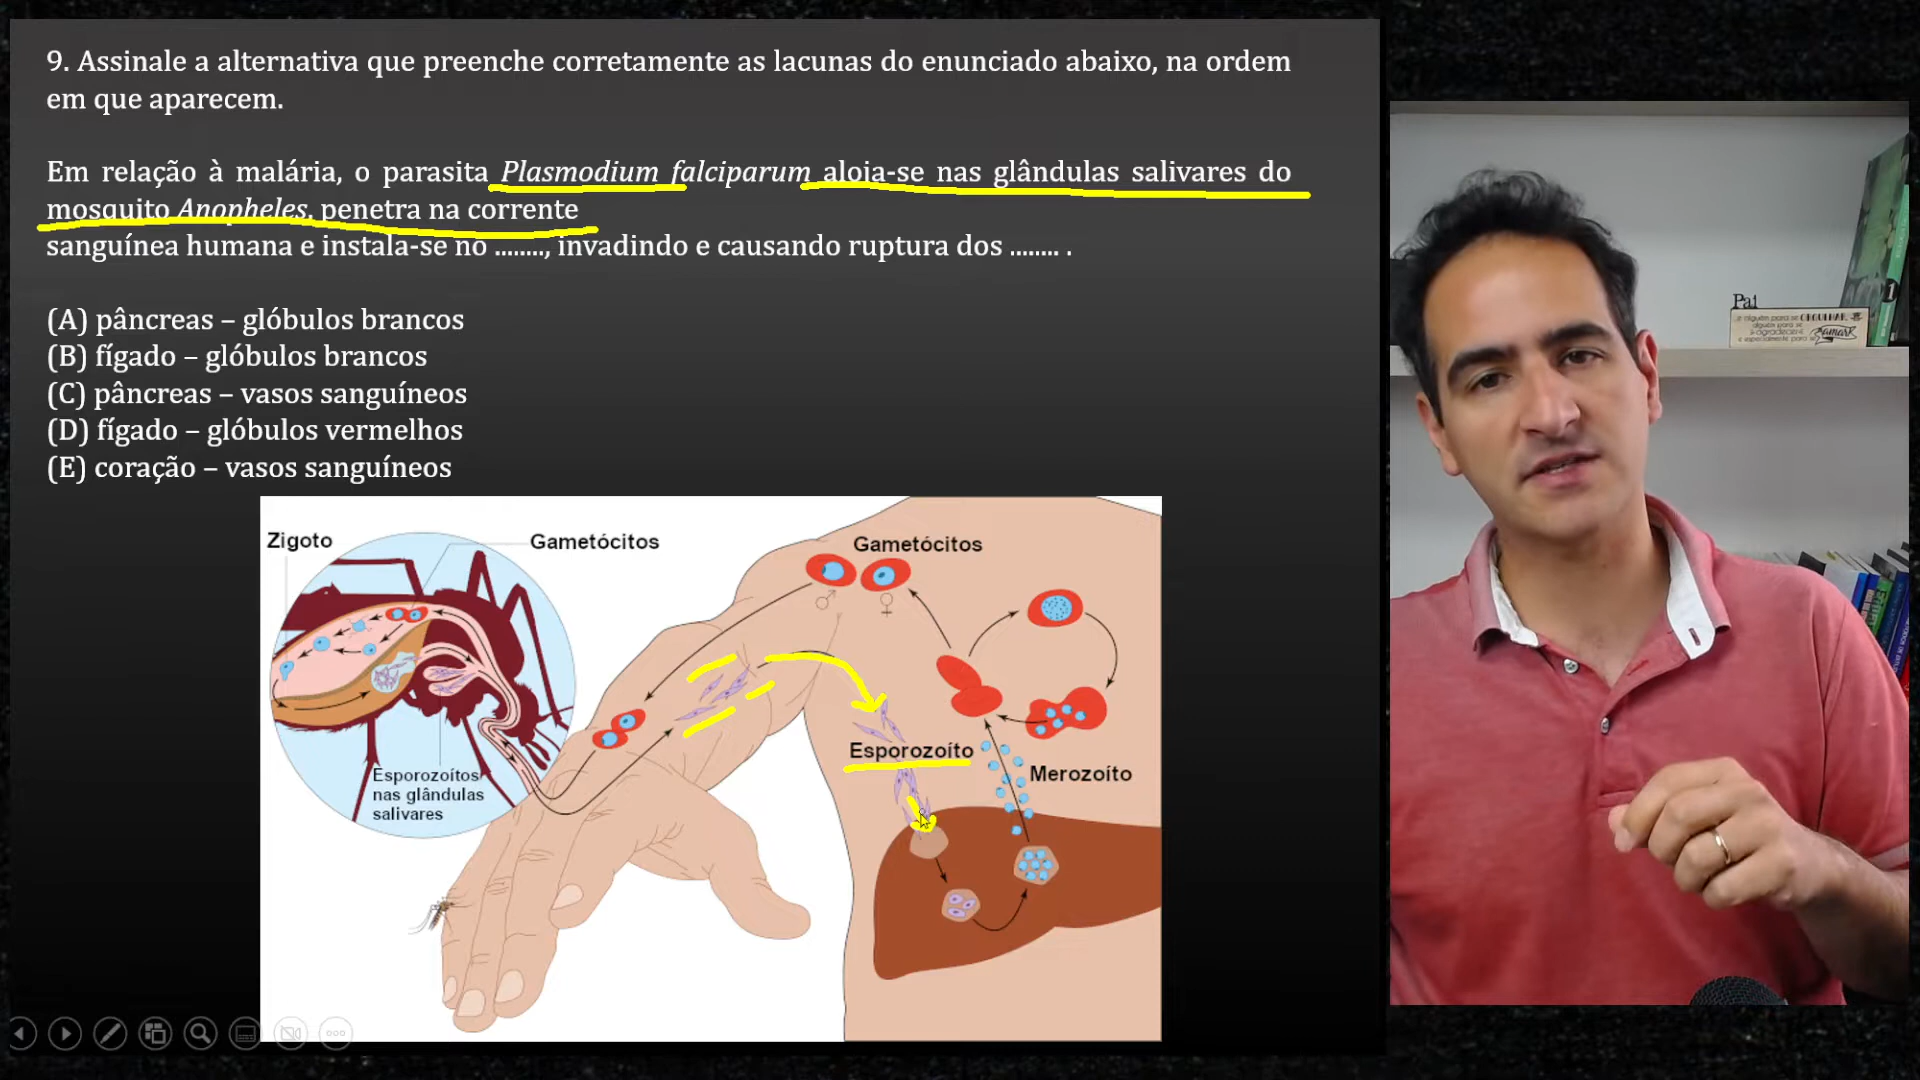 9. Assinale a alternativa que preenche corretamente as lacunas do enunciado abaixo, na ordem
em que aparecem.
Em relação à malária, o parasita Plasmodium falciparum aloja-se nas glândulas salivares do
mosquito Anopheles, penetra na corrente
sanguínea humana e instala-se no ........, invadindo e causando ruptura dos ........ .
(A) pâncreas – glóbulos brancos
(B) fígado – glóbulos brancos
(C) pâncreas – vasos sanguíneos
(D) fígado – glóbulos vermelhos
(E) coração – vasos sanguíneos
Zigoto
Gametócitos
Gametócitos
Esporozoíto
Merozoíto
Esporozoítos
nas glândulas
salivares
Pai
ORGULHAR
1